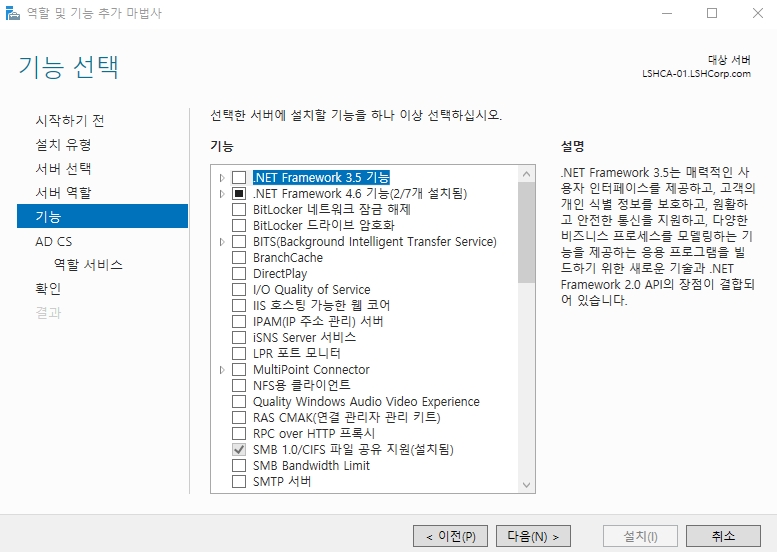 역할 및 기능 추가 마법사
기능 선택
대상 서버
LSHCA-01.LSHCorp.com
시작하기 전
설치 유형
서버 선택
서버 역할
기능
AD CS
역할 서비스
확인
결과
선택한 서버에 설치할 기능을 하나 이상 선택하십시오.
기능
.NET Framework 3.5 기능
.NET Framework 4.6 기능(2/7개 설치됨)
BitLocker 네트워크 잠금 해제
BitLocker 드라이브 암호화
BITS(Background Intelligent Transfer Service)
BranchCache
DirectPlay
I/O Quality of Service
IIS 호스팅 가능한 웹 코어
IPAM(IP 주소 관리) 서버
iSNS Server 서비스
LPR 포트 모니터
MultiPoint Connector
NFS용 클라이언트
Quality Windows Audio Video Experience
RAS CMAK(연결 관리자 관리 키트)
RPC over HTTP 프록시
SMB 1.0/CIFS 파일 공유 지원(설치됨)
SMB Bandwidth Limit
SMTP 서버
설명
.NET Framework 3.5는 매력적인 사
용자 인터페이스를 제공하고, 고객의
개인 식별 정보를 보호하고, 원활하
고 안전한 통신을 지원하고, 다양한
비즈니스 프로세스를 모델링하는 기
능을 제공하는 응용 프로그램을 빌
드하기 위한 새로운 기술과 .NET
Framework 2.0 API의 장점이 결합되
어 있습니다.
< 이전(P)
다음(N) >
설치(I)
취소